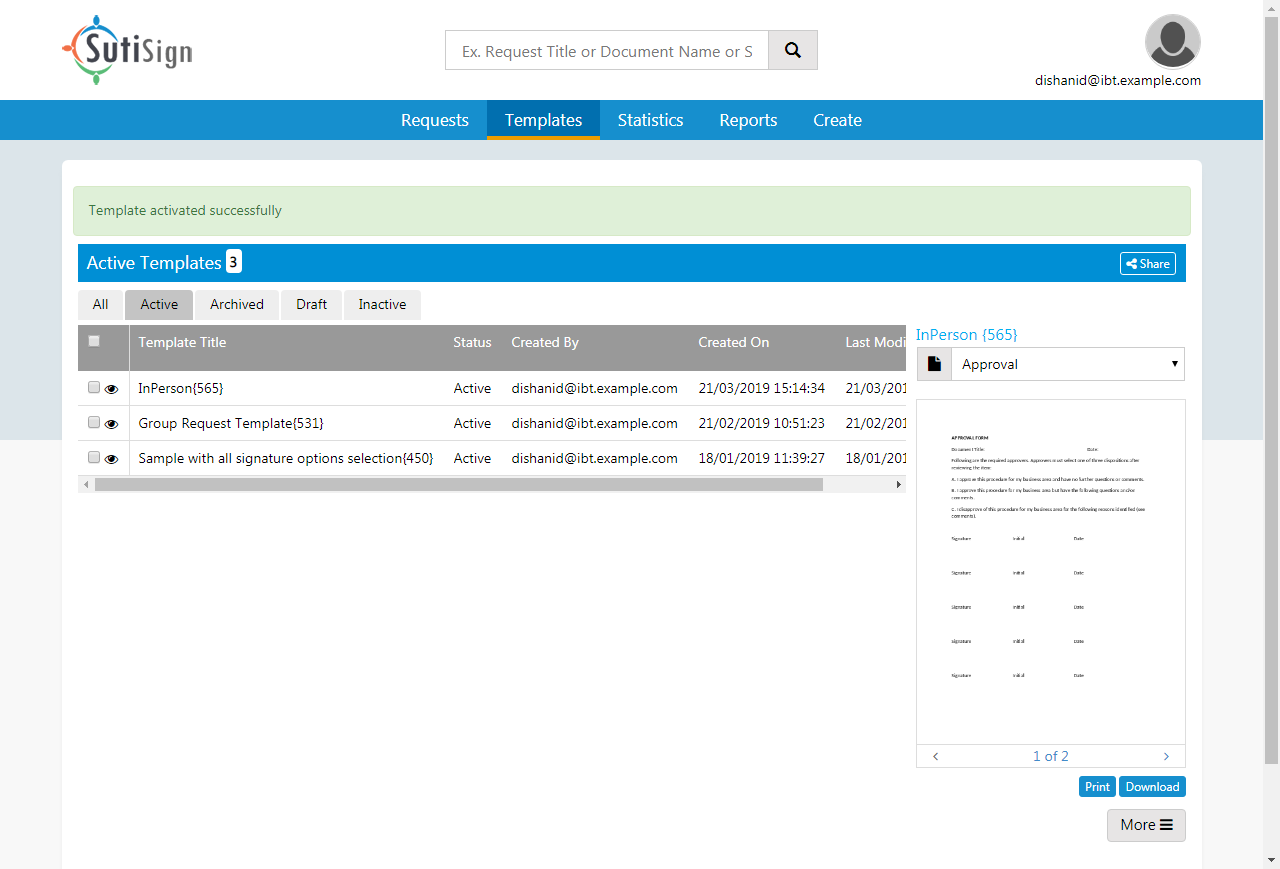 SutiSign
Ex. Request Title or Document Name or S
dishanid@ibt.example.com
Requests Templates Statistics Reports Create
Template activated successfully
Active Templates 3 Share
All Active Archived Draft Inactive
Template Title Status Created By Created On Last Modi
InPerson{565} Active dishanid@ibt.example.com 21/03/2019 15:14:34 21/03/201
Group Request Template{531} Active dishanid@ibt.example.com 21/02/2019 10:51:23 21/02/201
Sample with all signature options selection{450} Active dishanid@ibt.example.com 18/01/2019 11:39:27 18/01/201
InPerson {565}
Approval
APPROVAL FORM
Document Title: Date:
Following are the required approvers. Approvers must select one of three dispositions after
reviewing the item:
A. I approve this procedure for my business area and have no further questions or comments.
B. I approve this procedure for my business area but have the following questions and/or
comments.
C. I disapprove of this procedure for my business area for the following reasons identified (see
comments).
Signature Initial Date
Signature Initial Date
Signature Initial Date
Signature Initial Date
Signature Initial Date
1 of 2
Print Download
More